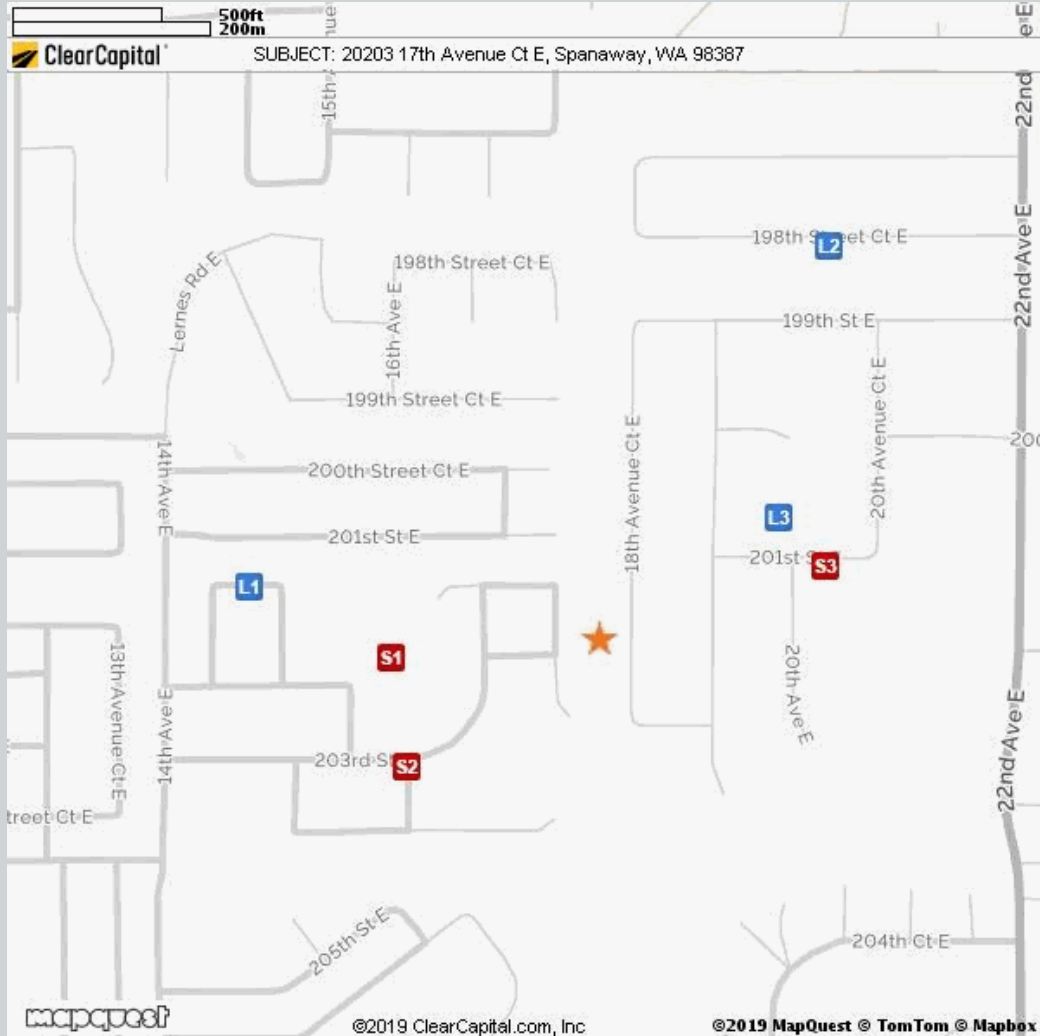 500ft
200m
ClearCapital
SUBJECT: 20203 17th Avenue Ct E, Spanaway, WA 98387
15th
22nd
198th Street Ct E
L2
22nd Ave E
Lernes Rd E
198th Street Ct E
16th Ave E
199th St E
199th Street Ct E
18th Avenue Ct E
20th Avenue Ct E
200
14th Ave E
200th Street Ct E
201st St E
L3
201st S
S3
L1
S1
13th Avenue Ct E
20th Ave E
14th Ave E
203rd St
S2
22nd Ave E
treet Ct E
205th St E
204th Ct E
mapquest
©2019 ClearCapital.com, Inc
©2019 MapQuest © TomTom © Mapbox